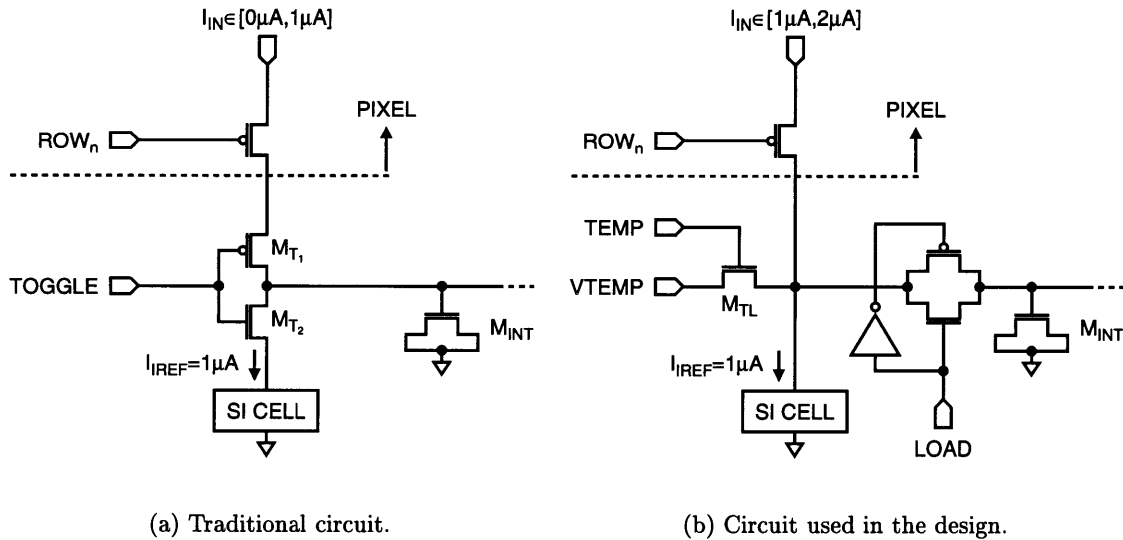 I_IN∈[0μA,1μA]
ROW_n
PIXEL
TOGGLE
M_T1
M_T2
M_INT
I_IREF=1μA
SI CELL
(a) Traditional circuit.
I_IN∈[1μA,2μA]
ROW_n
PIXEL
TEMP
VTEMP
M_TL
M_INT
I_IREF=1μA
SI CELL
LOAD
(b) Circuit used in the design.